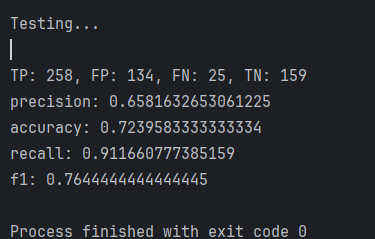 Testing...
TP: 258, FP: 134, FN: 25, TN: 159
precision: 0.6581632653061225
accuracy: 0.7239583333333334
recall: 0.911660777385159
f1: 0.7644444444444445
Process finished with exit code 0